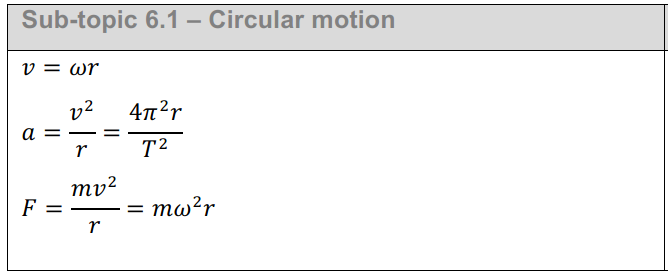 Sub-topic 6.1 – Circular motion
v = ωr
a = v²/r = 4π²r/T²
F = mv²/r = mω²r